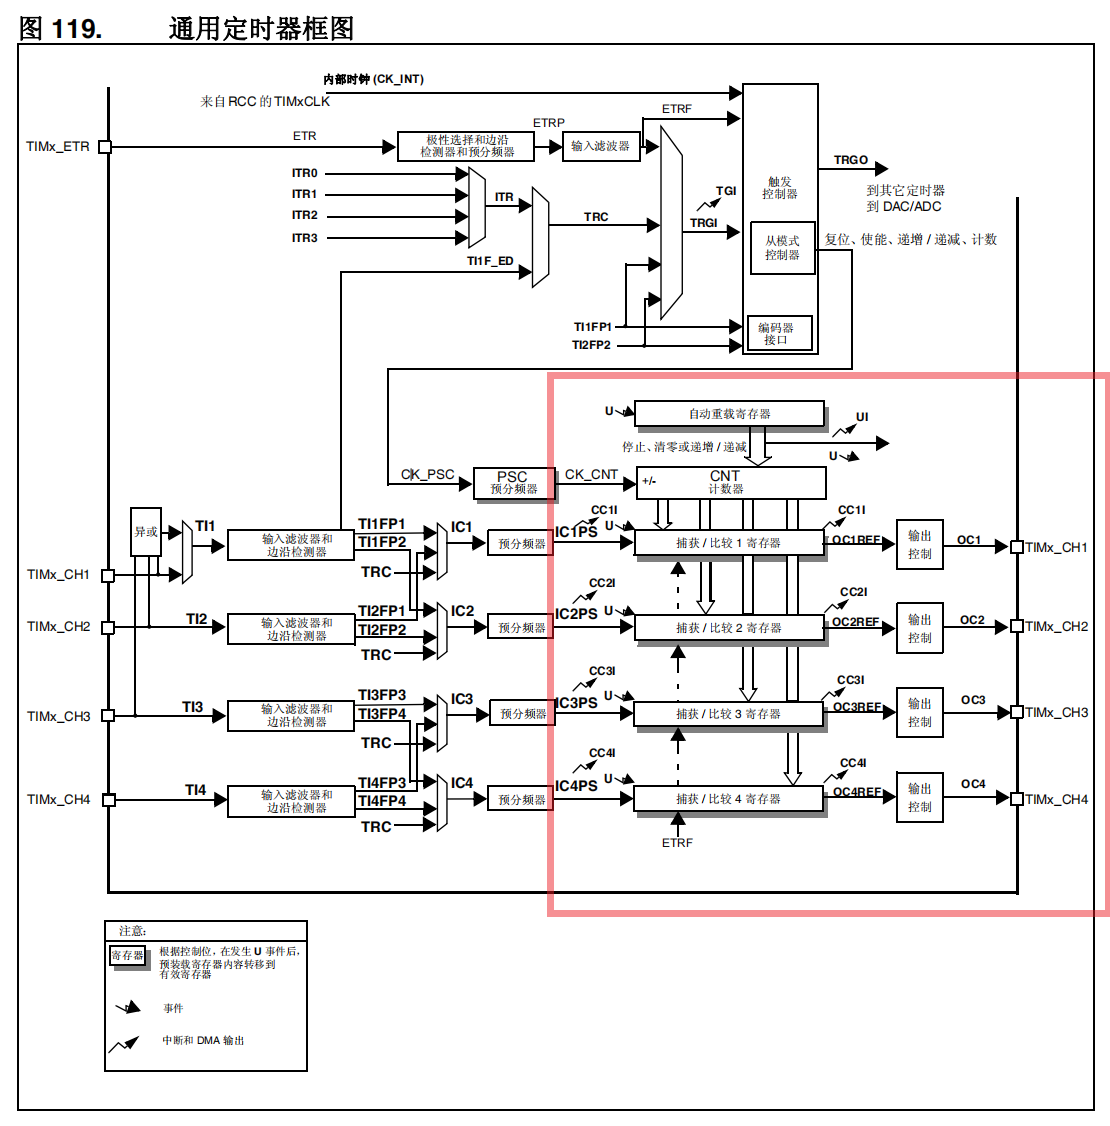 图 119. 通用定时器框图
内部时钟 (CK_INT)
来自 RCC 的 TIMxCLK
ETRF
TIMx_ETR
ETR
极性选择和边沿
检测器和预分频器
ETRP
输入滤波器
触发
控制器
TRGO
到其它定时器
到 DAC/ADC
ITR0
ITR1
ITR2
ITR3
ITR
TRC
TGI
TRGI
TI1F_ED
从模式
控制器
复位、使能、递增 / 递减、计数
TI1FP1
TI2FP2
编码器
接口
U
自动重载寄存器
UI
停止、清零或递增 / 递减
U
CK_PSC
PSC
预分频器
CK_CNT
+/-
CNT
计数器
异或
TI1
输入滤波器和
边沿检测器
TI1FP1
TI1FP2
TRC
IC1
预分频器
CC1I
IC1PS
U
捕获 / 比较 1 寄存器
CC1I
OC1REF
输出
控制
OC1
TIMx_CH1
TIMx_CH1
TIMx_CH2
TI2
输入滤波器和
边沿检测器
TI2FP1
TI2FP2
TRC
IC2
预分频器
CC2I
IC2PS
U
捕获 / 比较 2 寄存器
CC2I
OC2REF
输出
控制
OC2
TIMx_CH2
TIMx_CH3
TI3
输入滤波器和
边沿检测器
TI3FP3
TI3FP4
TRC
IC3
预分频器
CC3I
IC3PS
U
捕获 / 比较 3 寄存器
CC3I
OC3REF
输出
控制
OC3
TIMx_CH3
TIMx_CH4
TI4
输入滤波器和
边沿检测器
TI4FP3
TI4FP4
TRC
IC4
预分频器
CC4I
IC4PS
U
捕获 / 比较 4 寄存器
CC4I
OC4REF
输出
控制
OC4
TIMx_CH4
ETRF
注意:
寄存器
根据控制位，在发生 U 事件后，
预装载寄存器内容转移到
有效寄存器
事件
中断和 DMA 输出